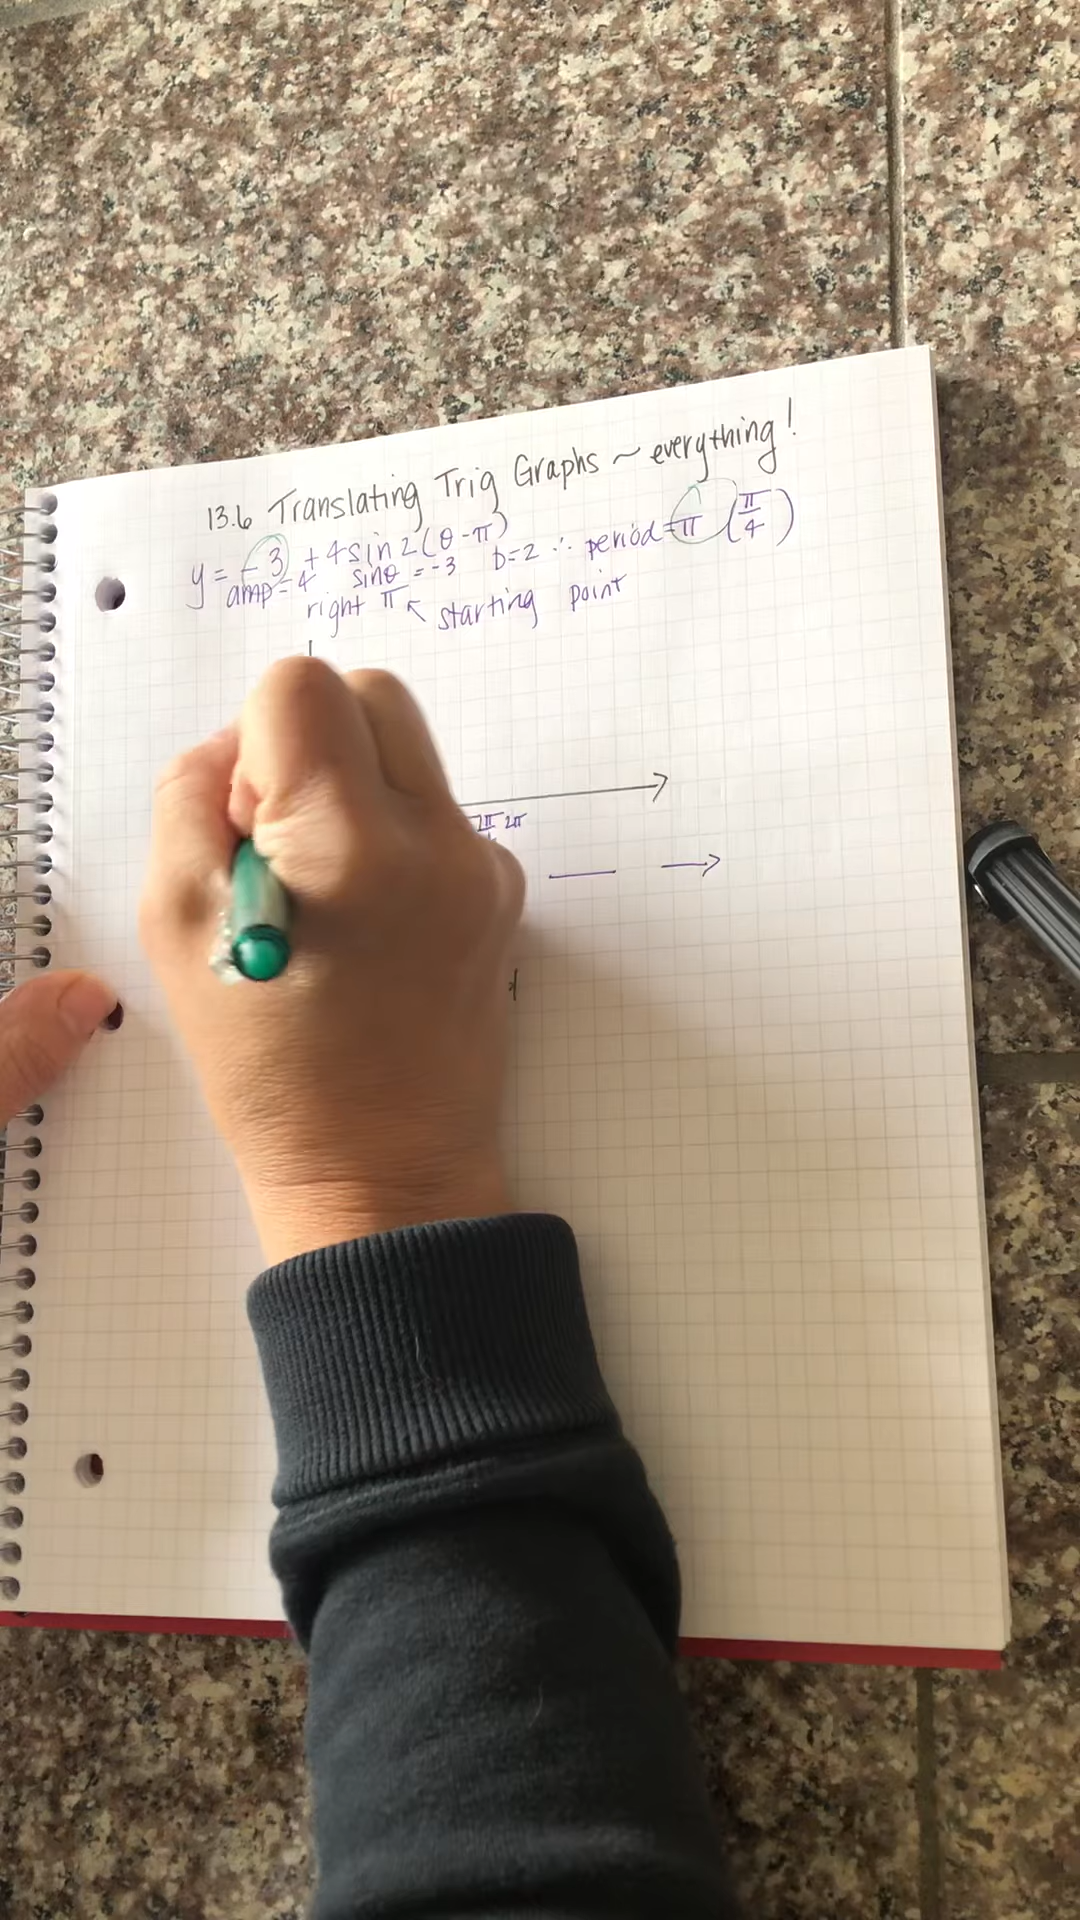 13.6 Translating Trig Graphs ~ everything!
y = -3 + 4sin2(θ-π)
amp=4 sinθ=-3 b=2 ∴ period=π (π/4)
right π ↖ starting point
2π